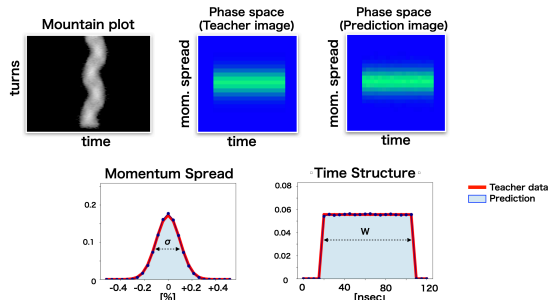 Mountain plot
turns
time
Phase space
(Teacher image)
mom. spread
time
Phase space
(Prediction image)
mom. spread
time
Momentum Spread
0.2
0.1
0
σ
-0.4 -0.2 0 +0.2 +0.4
[%]
Time Structure
0.08
0.06
0.04
0.02
0
W
0 40 80 120
[nsec]
Teacher data
Prediction